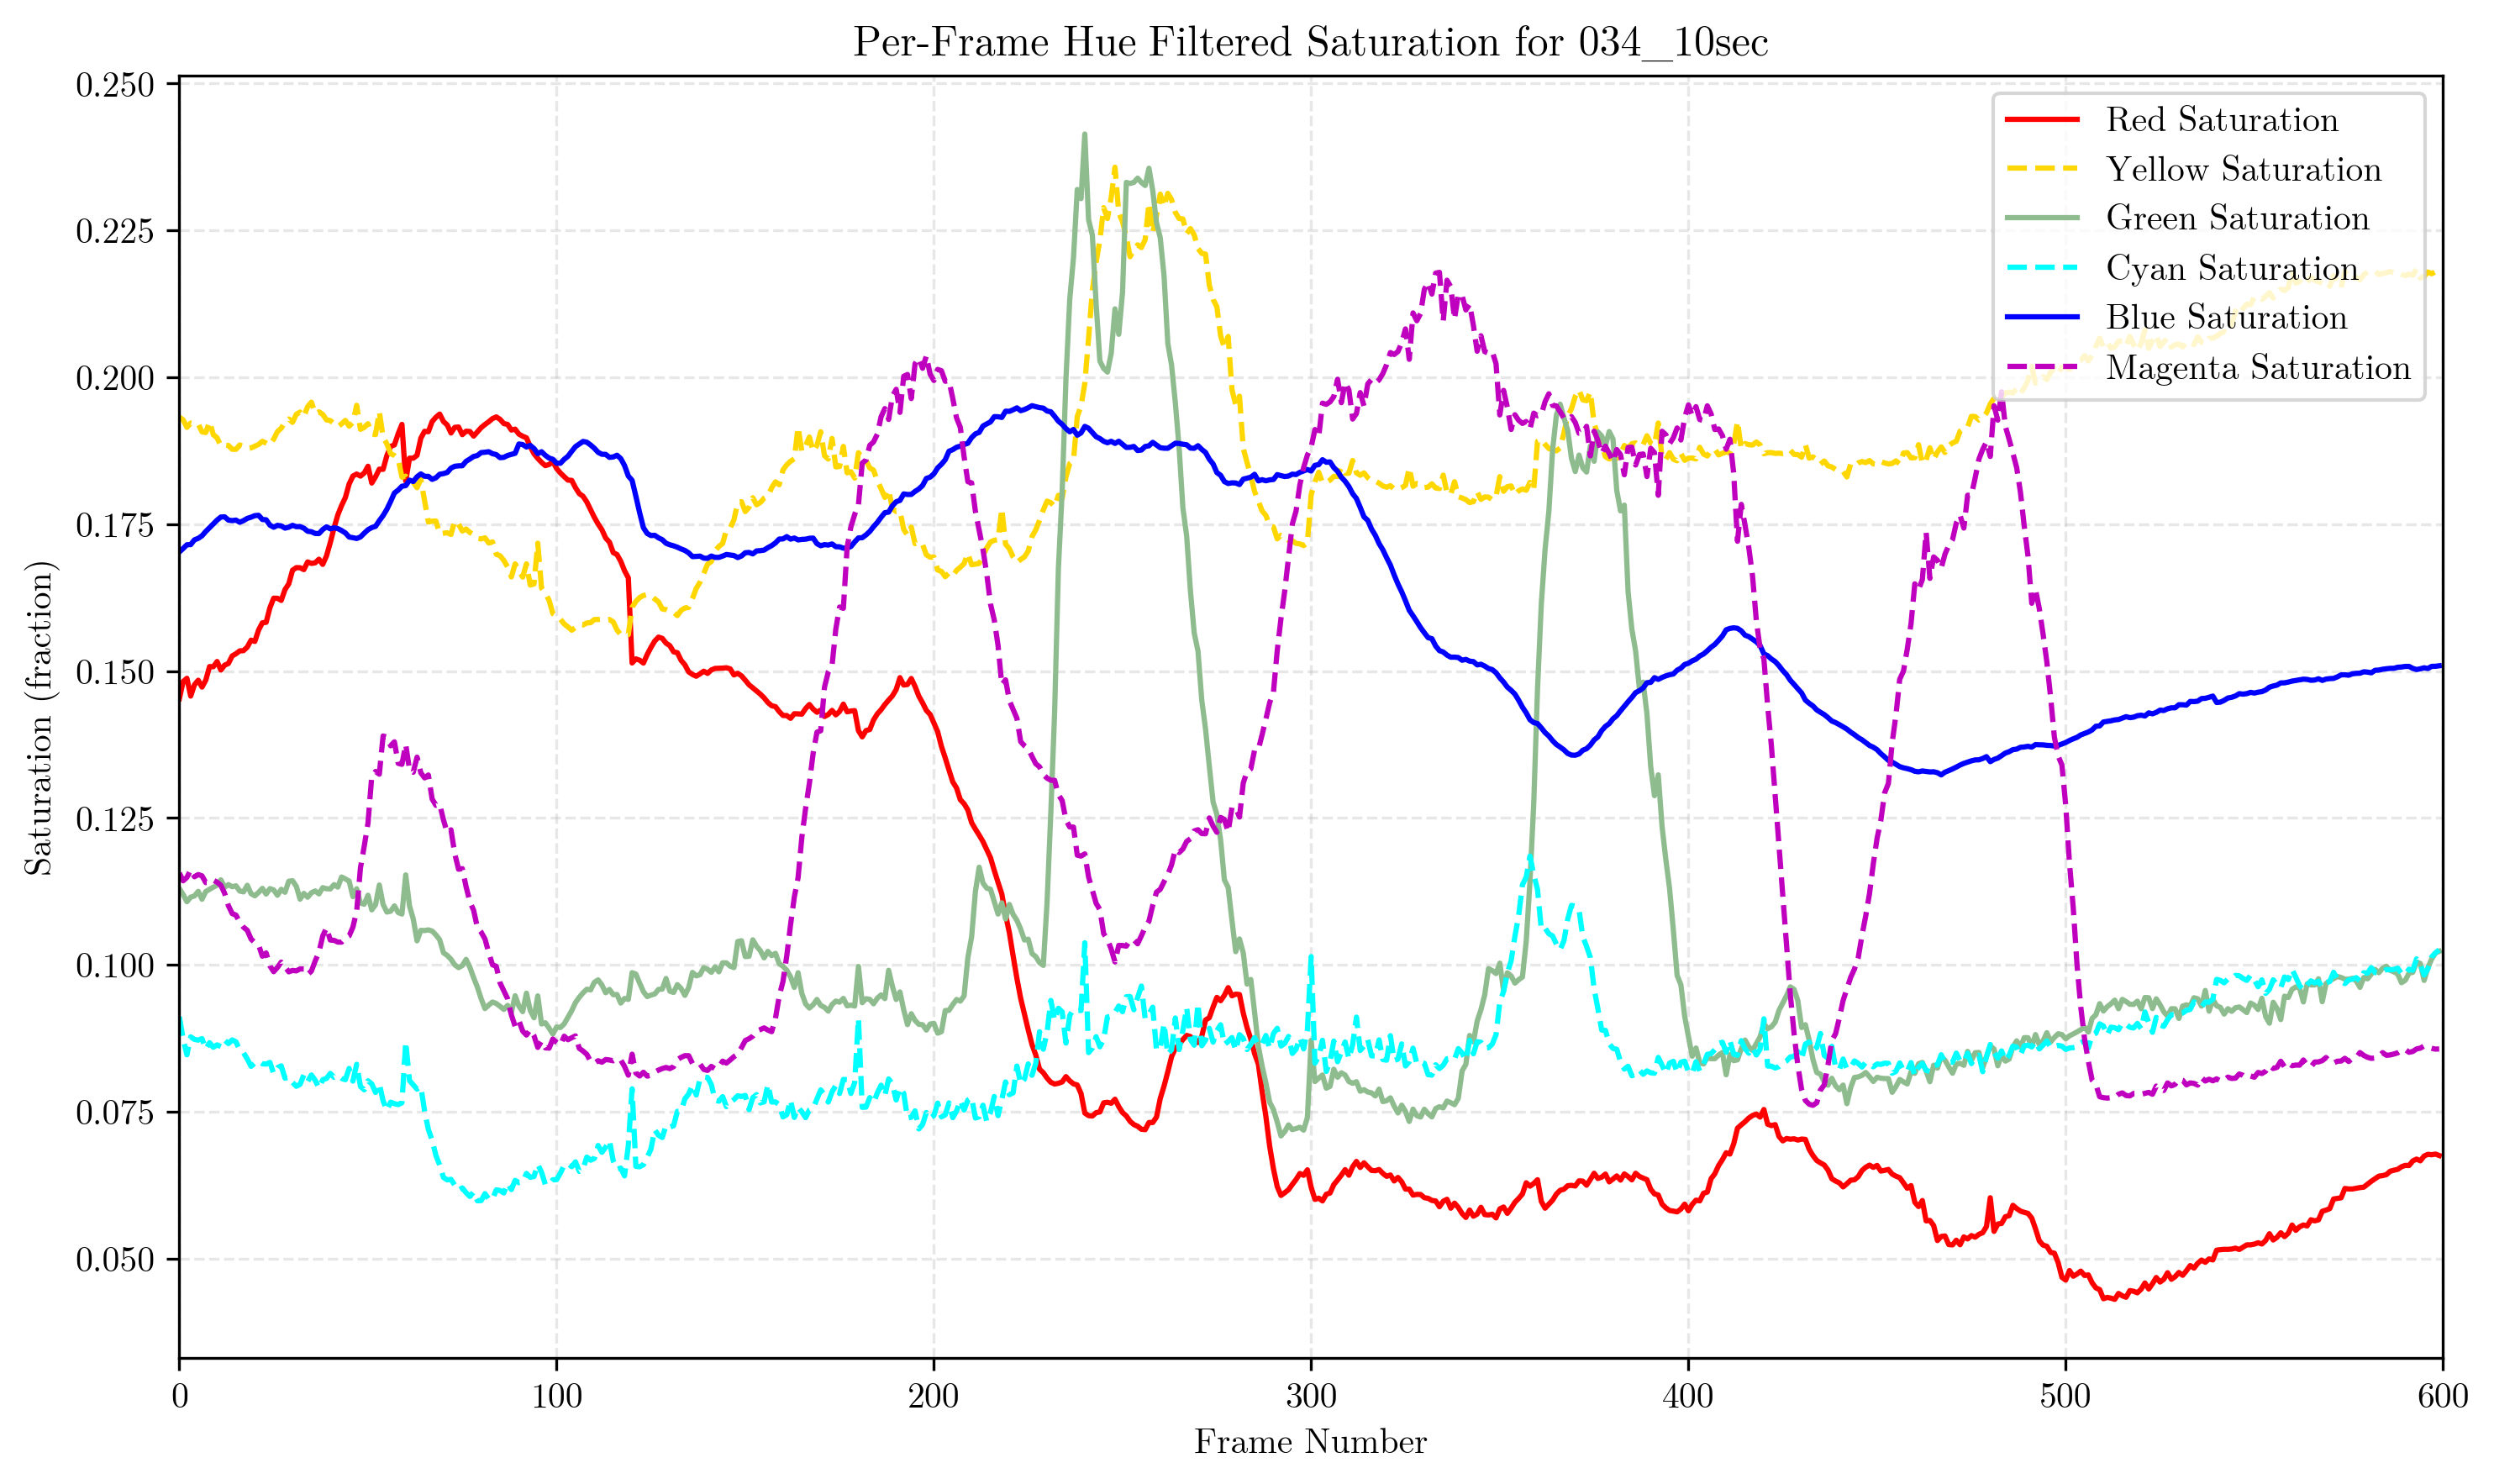 Per-Frame Hue Filtered Saturation for 034_10sec
0.250
0.225
0.200
0.175
0.150
0.125
0.100
0.075
0.050
Saturation (fraction)
Red Saturation
Yellow Saturation
Green Saturation
Cyan Saturation
Blue Saturation
Magenta Saturation
0 100 200 300 400 500 600
Frame Number